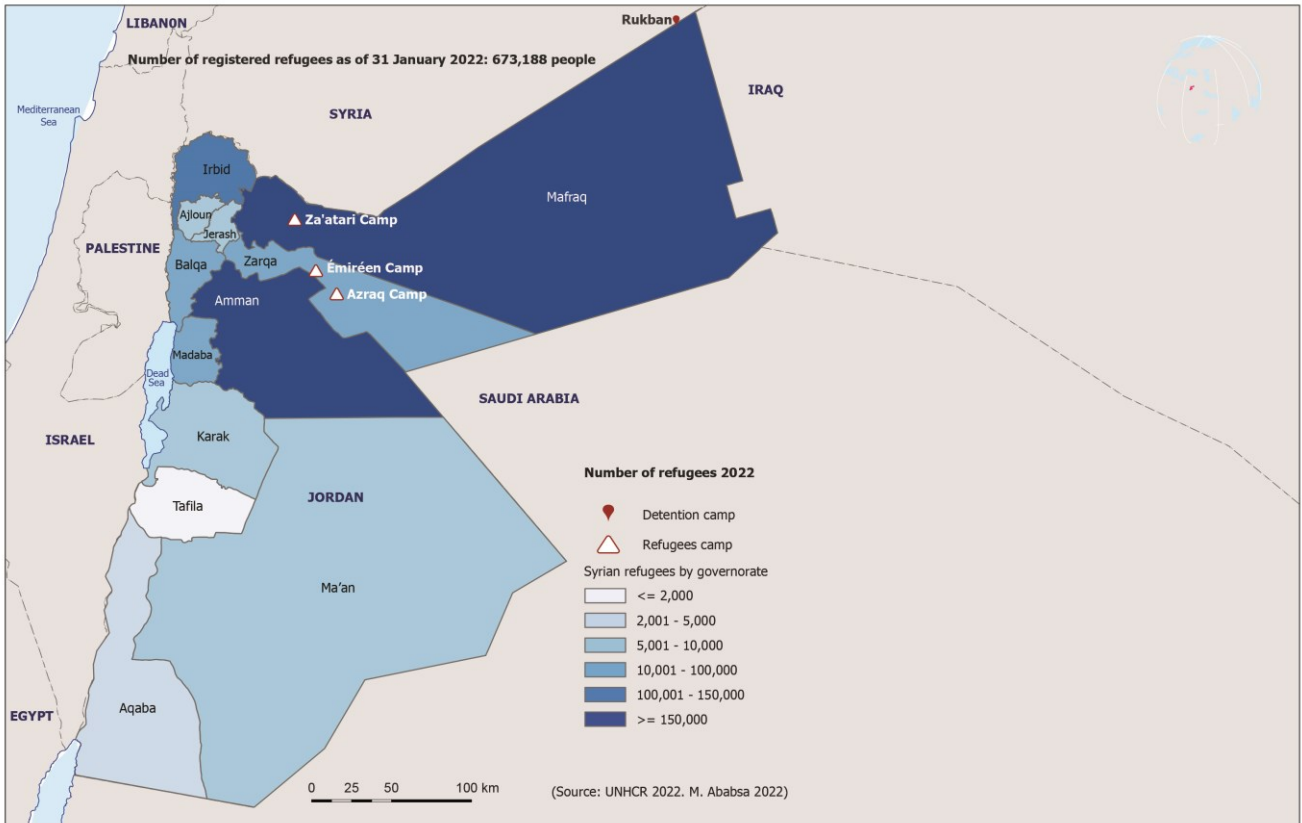 LIBANON
Rukban
Number of registered refugees as of 31 January 2022: 673,188 people
IRAQ
Mediterranean
Sea
SYRIA
Irbid
Mafraq
Ajloun
Za'atari Camp
Jerash
PALESTINE
Balqa
Zarqa
Émiréen Camp
Amman
Azraq Camp
Madaba
Dead
Sea
SAUDI ARABIA
Karak
ISRAEL
Number of refugees 2022
JORDAN
Tafila
Detention camp
Refugees camp
Syrian refugees by governorate
Ma'an
<= 2,000
2,001 - 5,000
5,001 - 10,000
10,001 - 100,000
100,001 - 150,000
>= 150,000
Aqaba
EGYPT
0 25 50 100 km
(Source: UNHCR 2022. M. Ababsa 2022)